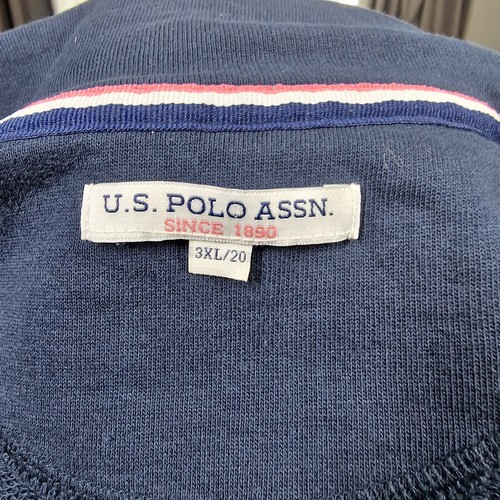 U.S. POLO ASSN.
SINCE 1890
3XL/20